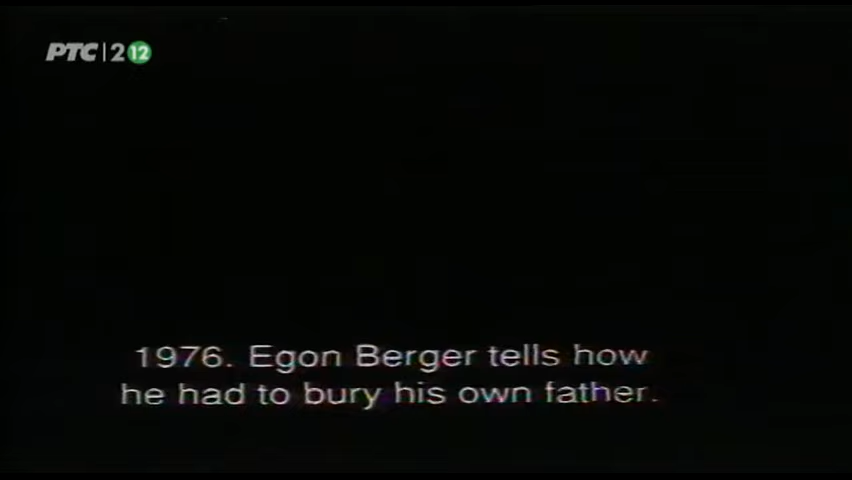 РТС|2 12
1976. Egon Berger tells how
he had to bury his own father.